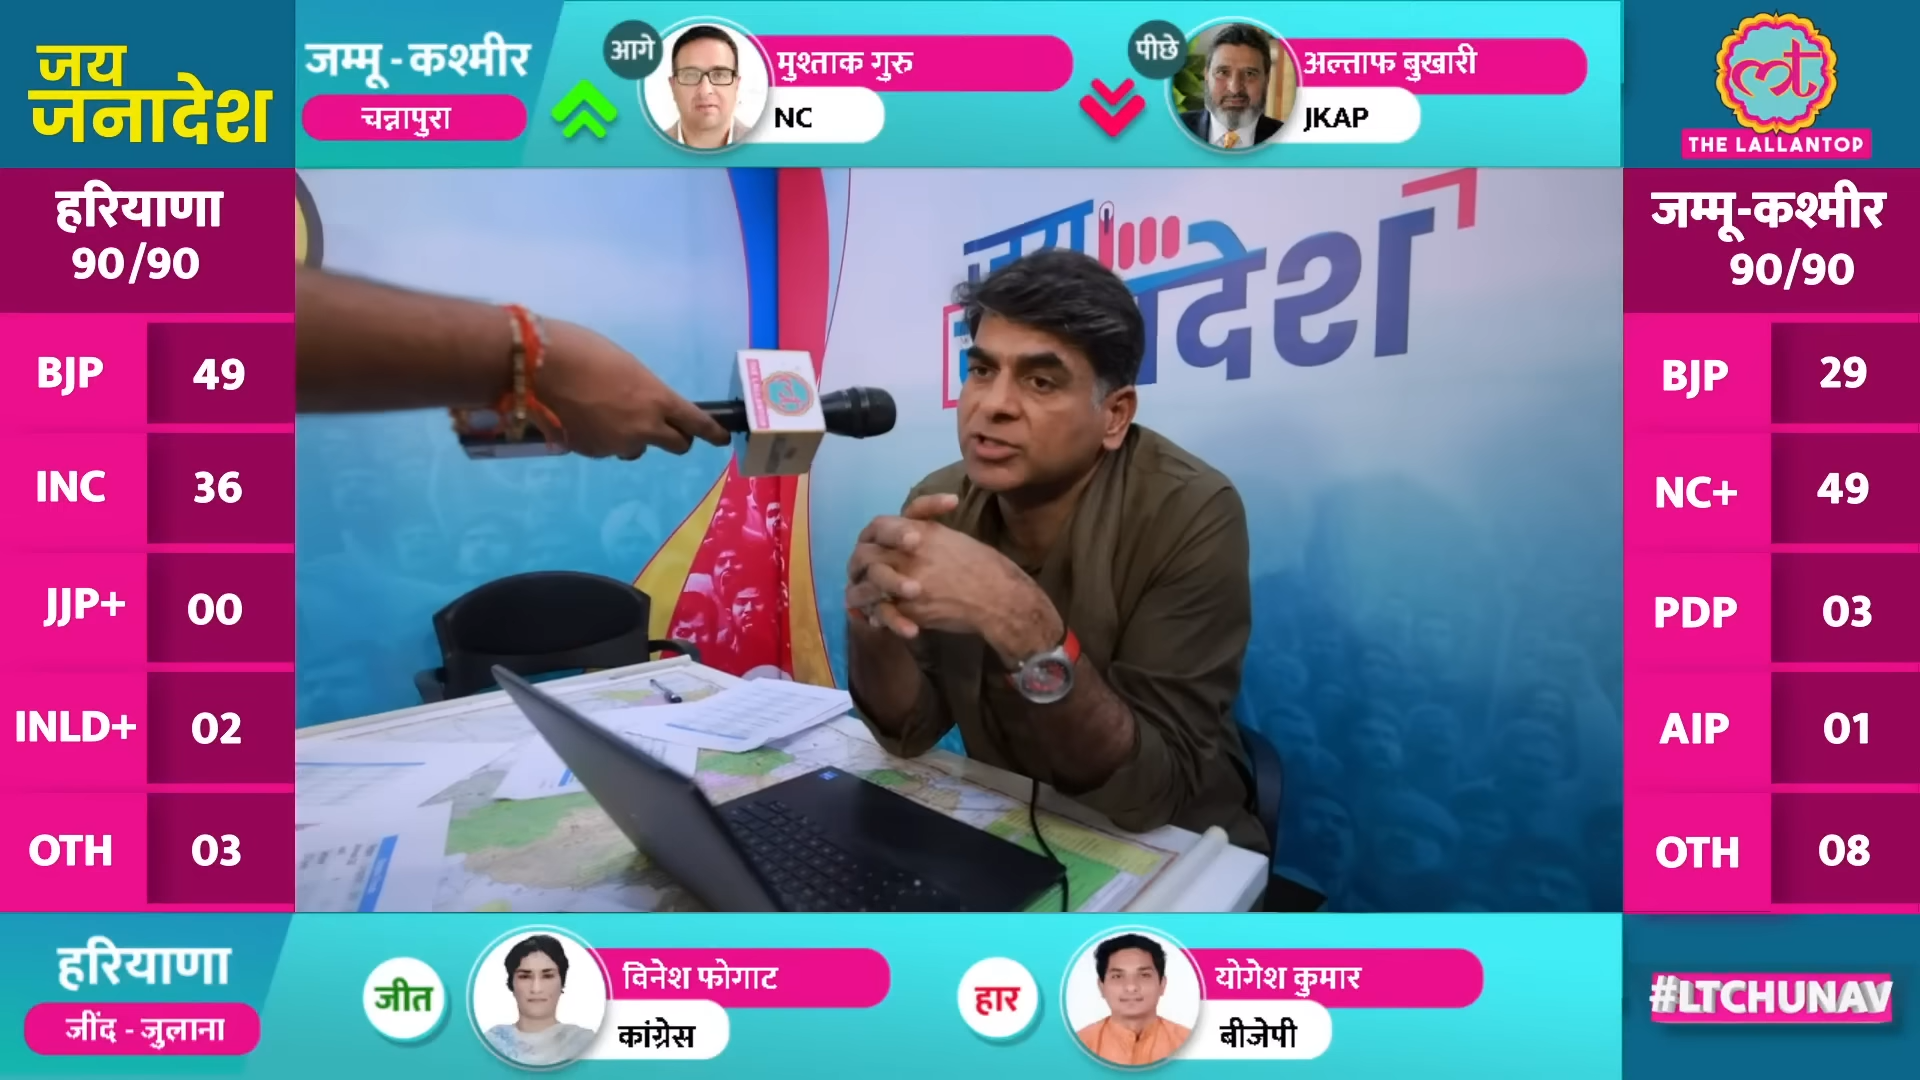 जय
जनादेश
जम्मू - कश्मीर
चन्नापुरा
आगे
मुश्ताक गुरु
NC
पीछे
अल्ताफ बुखारी
JKAP
THE LALLANTOP
हरियाणा
90/90
BJP 49
INC 36
JJP+ 00
INLD+ 02
OTH 03
जय
देश
जम्मू-कश्मीर
90/90
BJP 29
NC+ 49
PDP 03
AIP 01
OTH 08
हरियाणा
जींद - जुलाना
जीत
विनेश फोगाट
कांग्रेस
हार
योगेश कुमार
बीजेपी
#LTCHUNAV